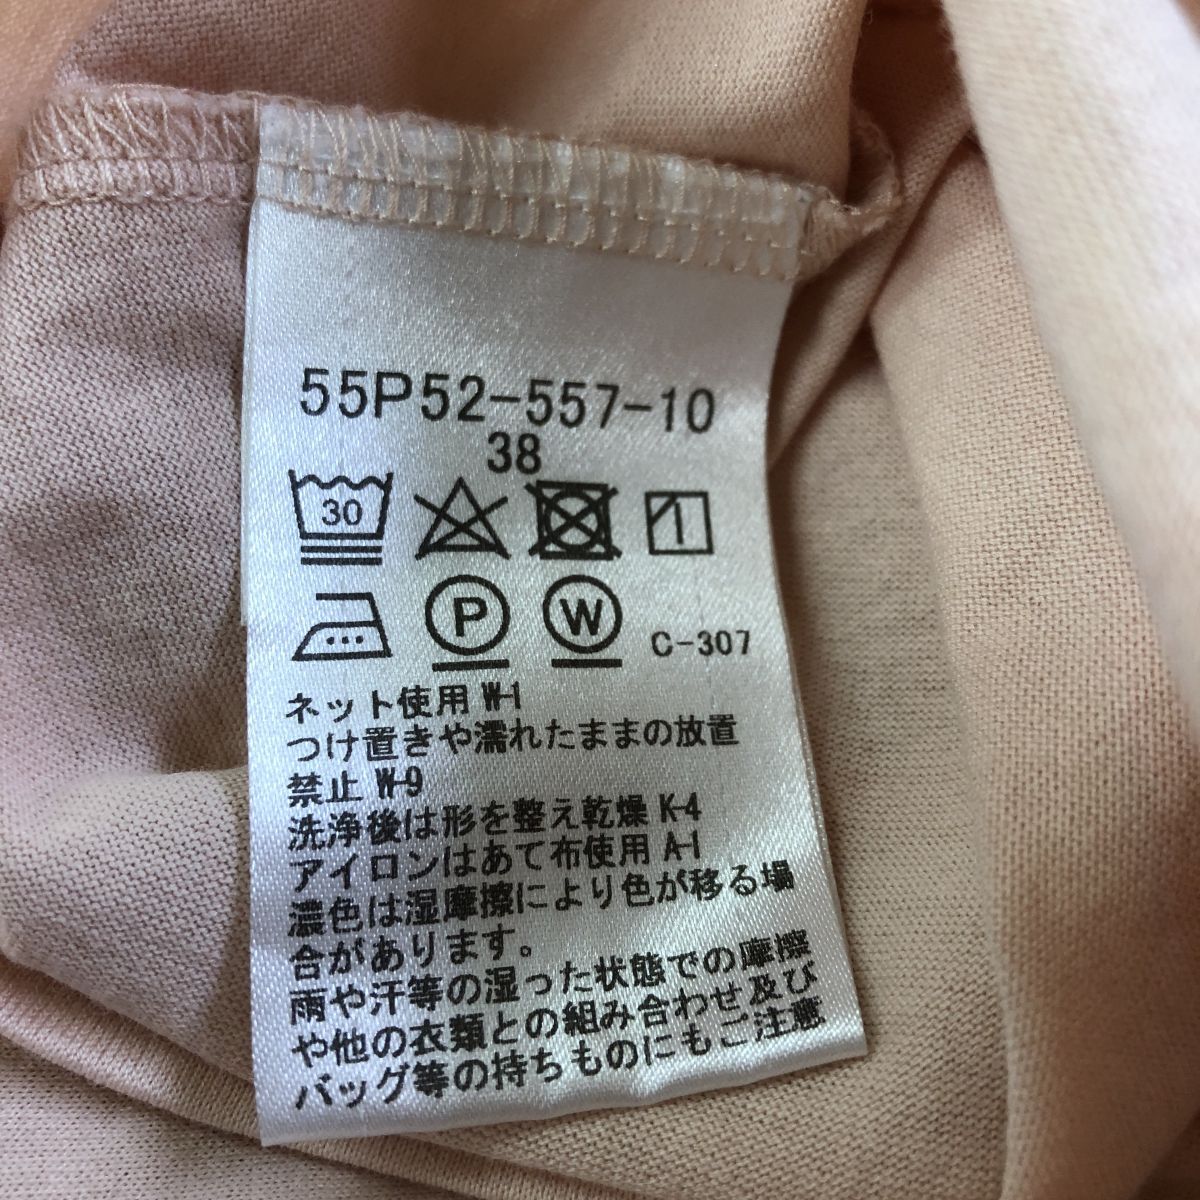 55P52-557-10
38
30 1
P W C-307
ネット使用 W-1
つけ置きや濡れたままの放置
禁止 W-9
洗浄後は形を整え乾燥 K-4
アイロンはあて布使用 A-1
濃色は湿摩擦により色が移る場
合があります。
雨や汗等の湿った状態での摩擦
や他の衣類との組み合わせ及び
バッグ等の持ちものにもご注意